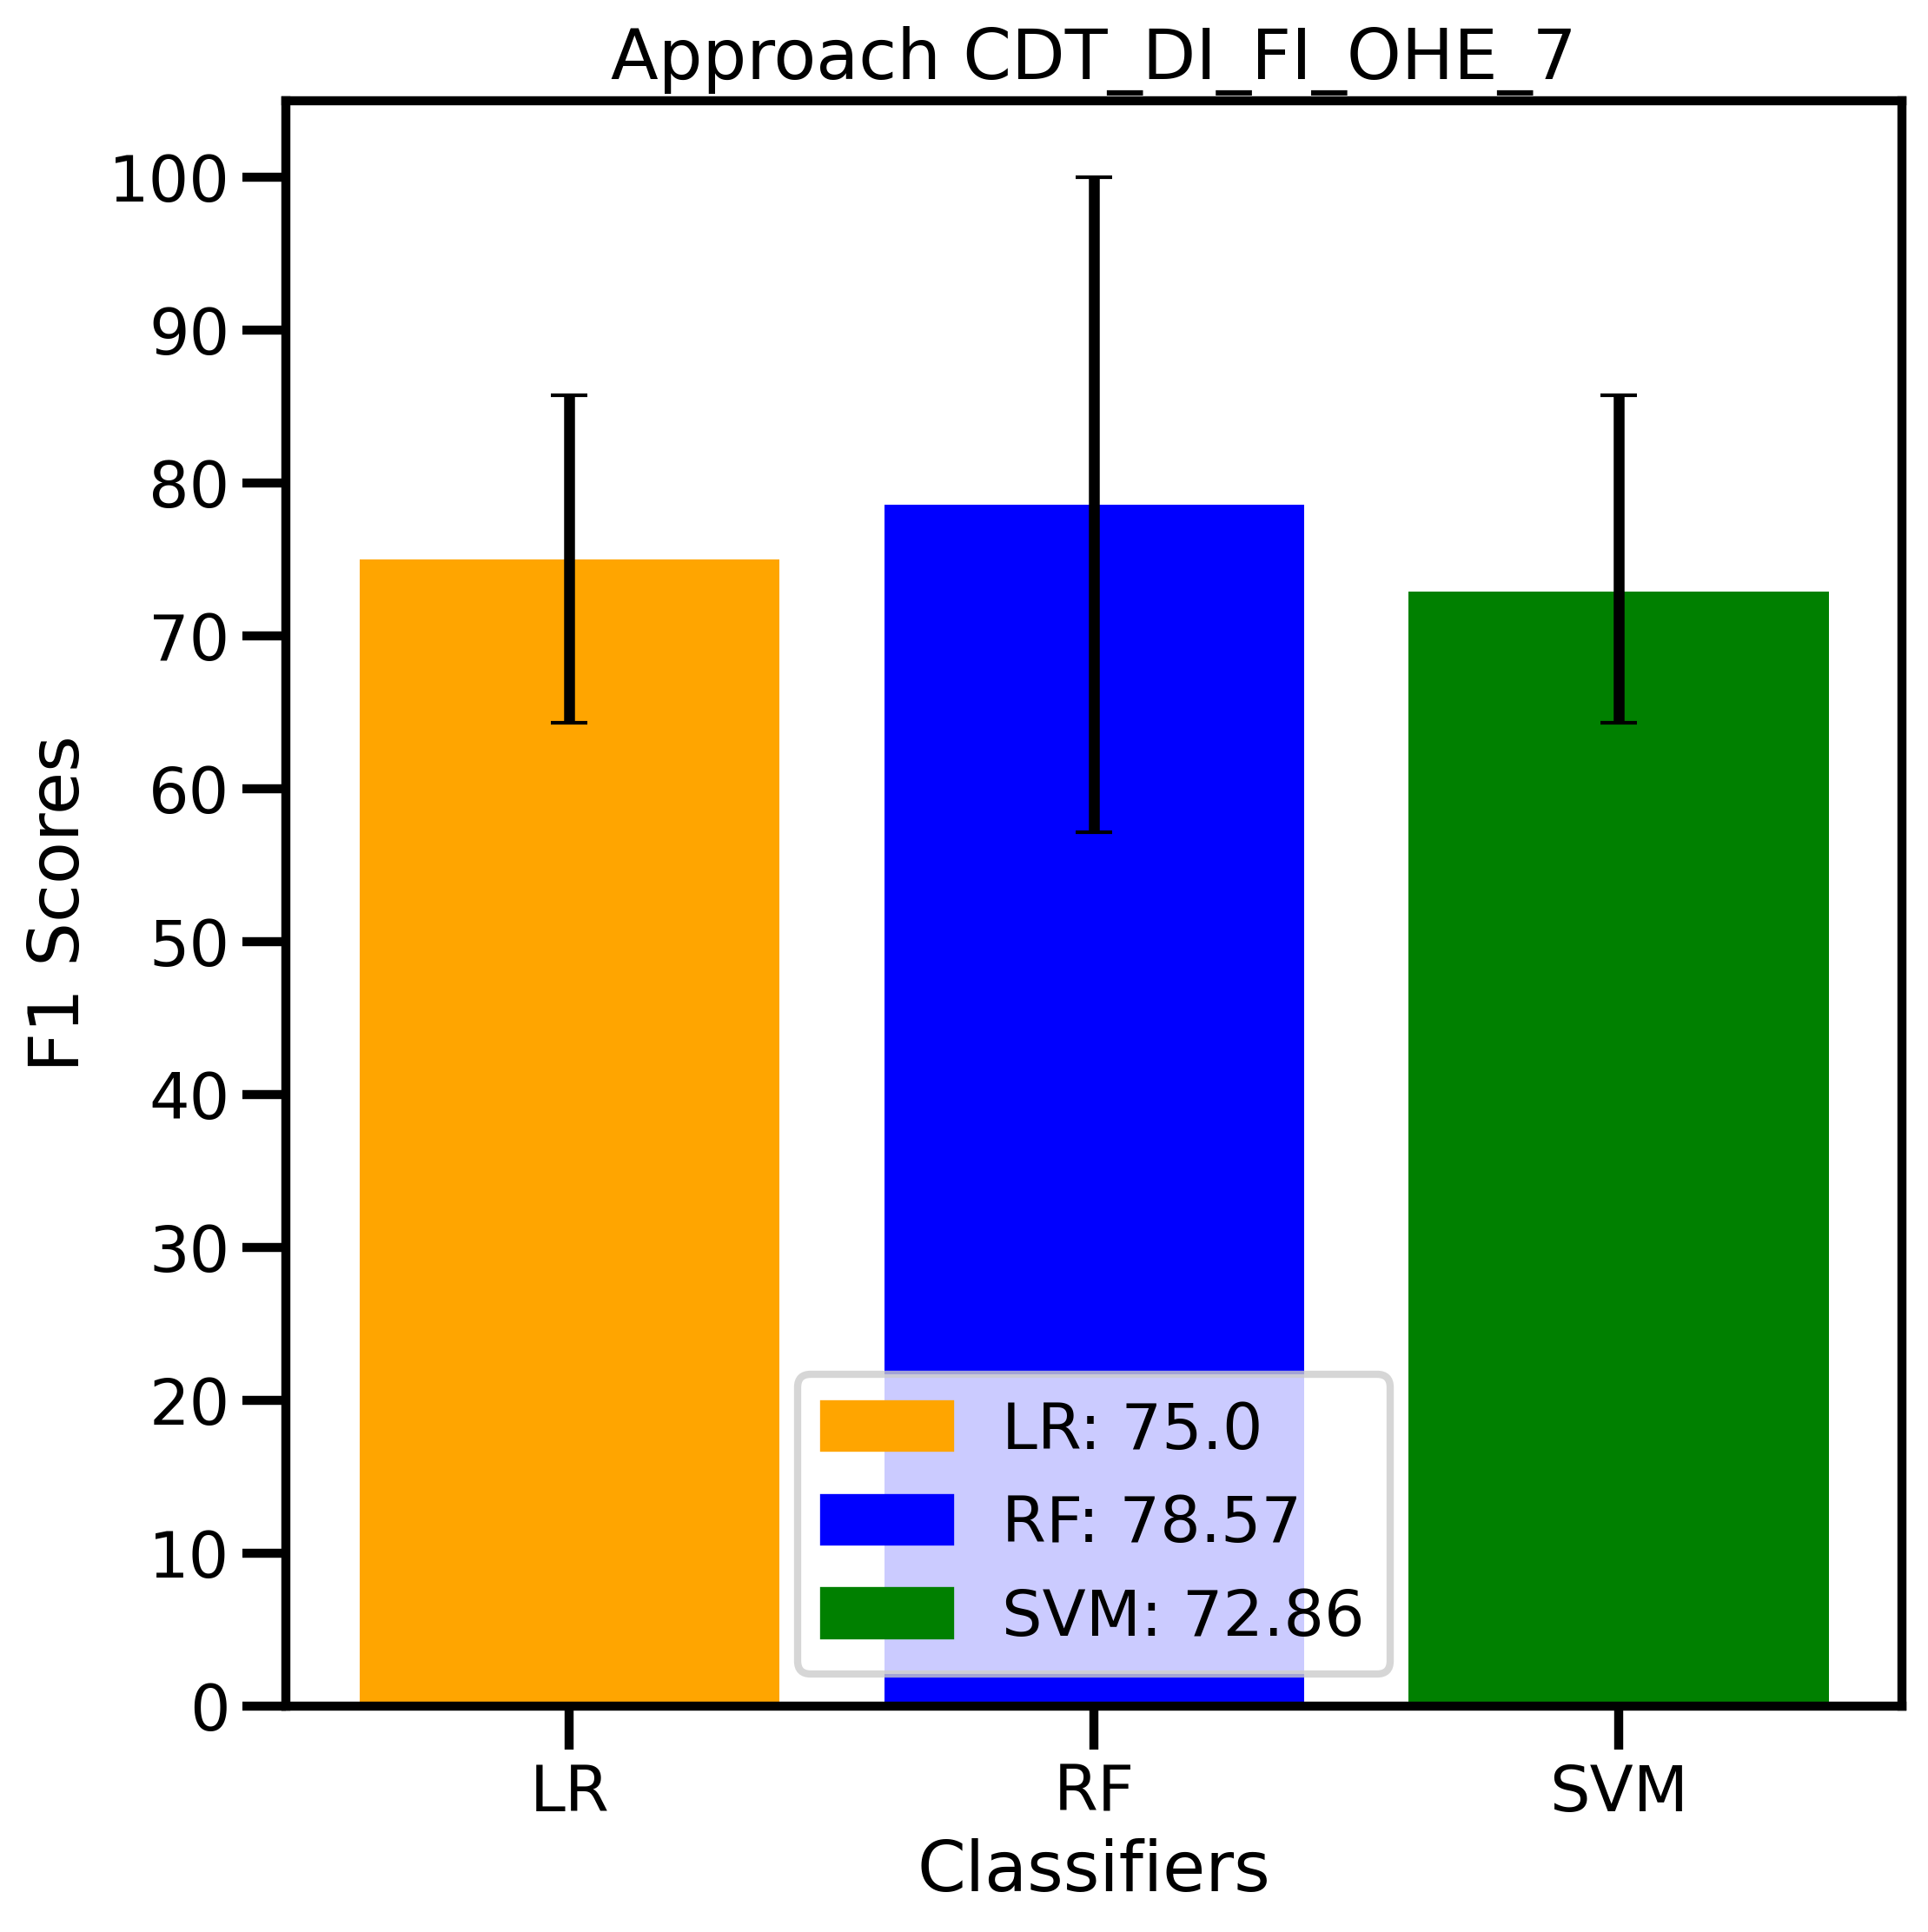 Approach CDT_DI_FI_OHE_7
F1 Scores
100
90
80
70
60
50
40
30
20
10
0
LR: 75.0
RF: 78.57
SVM: 72.86
LR RF SVM
Classifiers